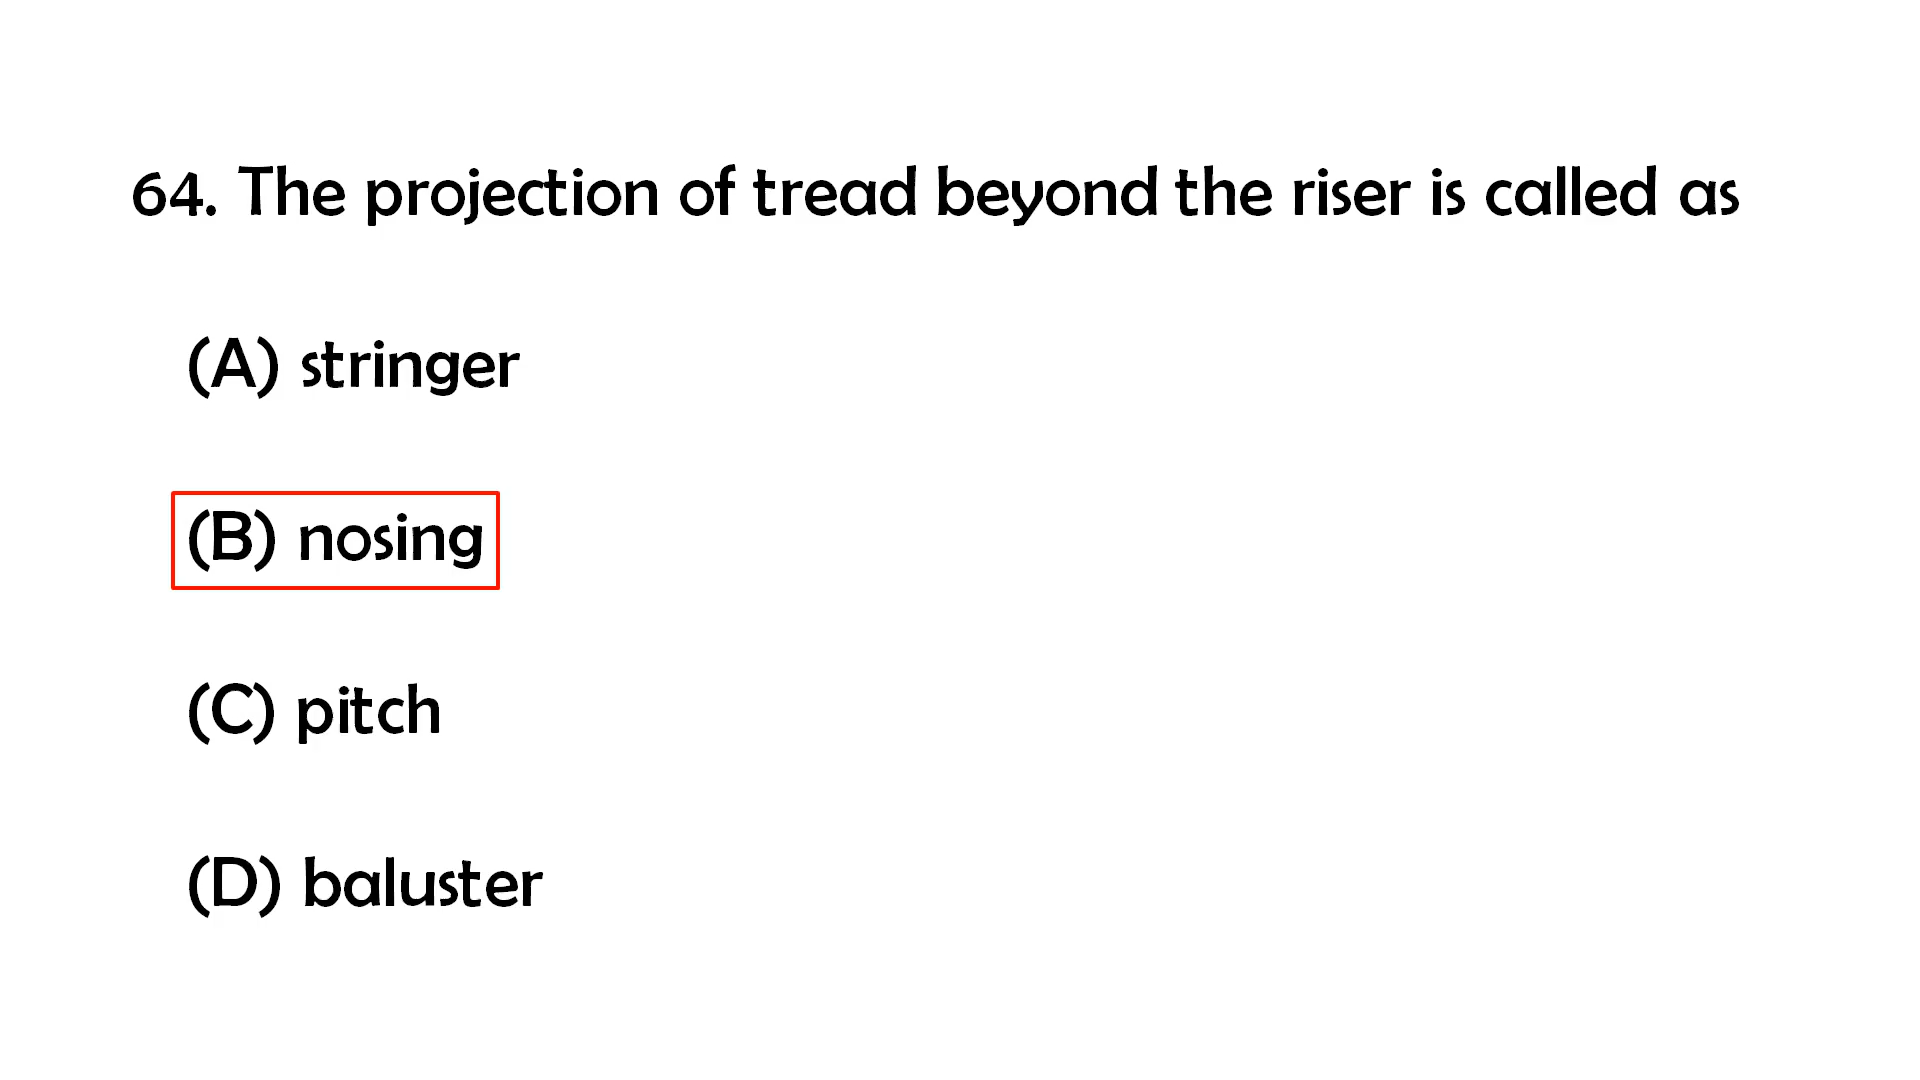 64. The projection of tread beyond the riser is called as
(A) stringer
(B) nosing
(C) pitch
(D) baluster